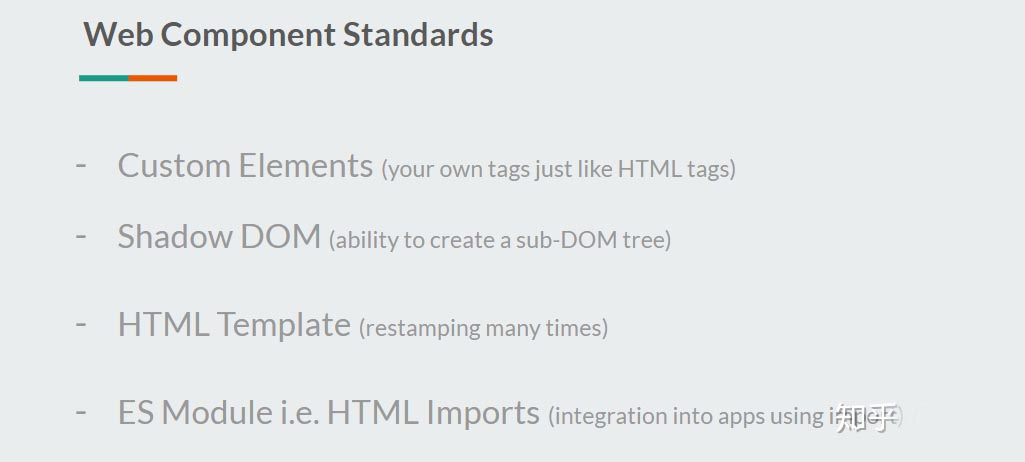 Web Component Standards
- Custom Elements (your own tags just like HTML tags)
- Shadow DOM (ability to create a sub-DOM tree)
- HTML Template (restamping many times)
- ES Module i.e. HTML Imports (integration into apps using import)
知乎